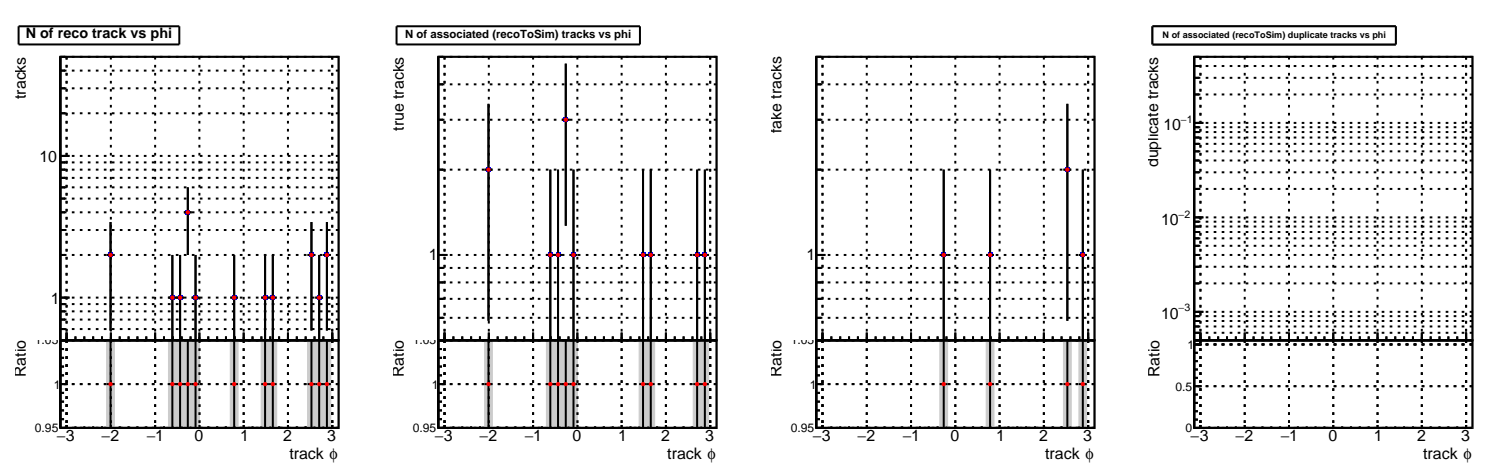 N of reco track vs phi
tracks
10
1
Ratio
1.05
1
0.95
−3 −2 −1 0 1 2 3
track ϕ
N of associated (recoToSim) tracks vs phi
true tracks
1
Ratio
1.05
1
0.95
−3 −2 −1 0 1 2 3
track ϕ
fake tracks
1
Ratio
1.05
1
0.95
−3 −2 −1 0 1 2 3
track ϕ
N of associated (recoToSim) duplicate tracks vs phi
duplicate tracks
10⁻¹
10⁻²
10⁻³
Ratio
1
0.5
0
−3 −2 −1 0 1 2 3
track ϕ